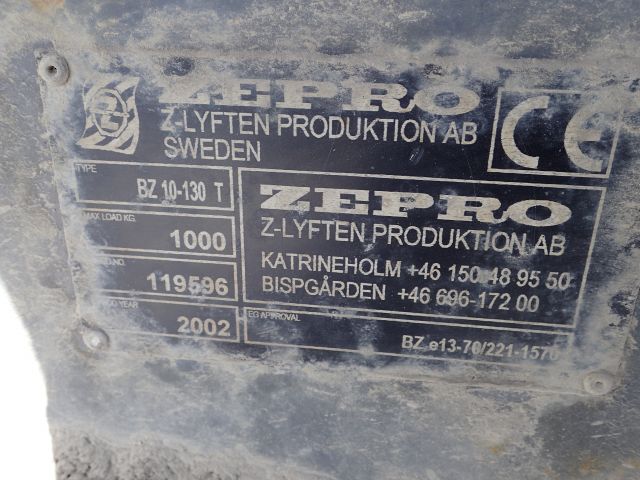 ZEPRO
Z-LYFTEN PRODUKTION AB
SWEDEN
CE
TYPE
BZ 10-130 T
MAX LOAD KG.
1000
NO.
119596
YEAR
2002
ZEPRO
Z-LYFTEN PRODUKTION AB
KATRINEHOLM +46 150 48 95 50
BISPGÅRDEN +46 696-172 00
EG APPROVAL
BZ e13-70/221-1570